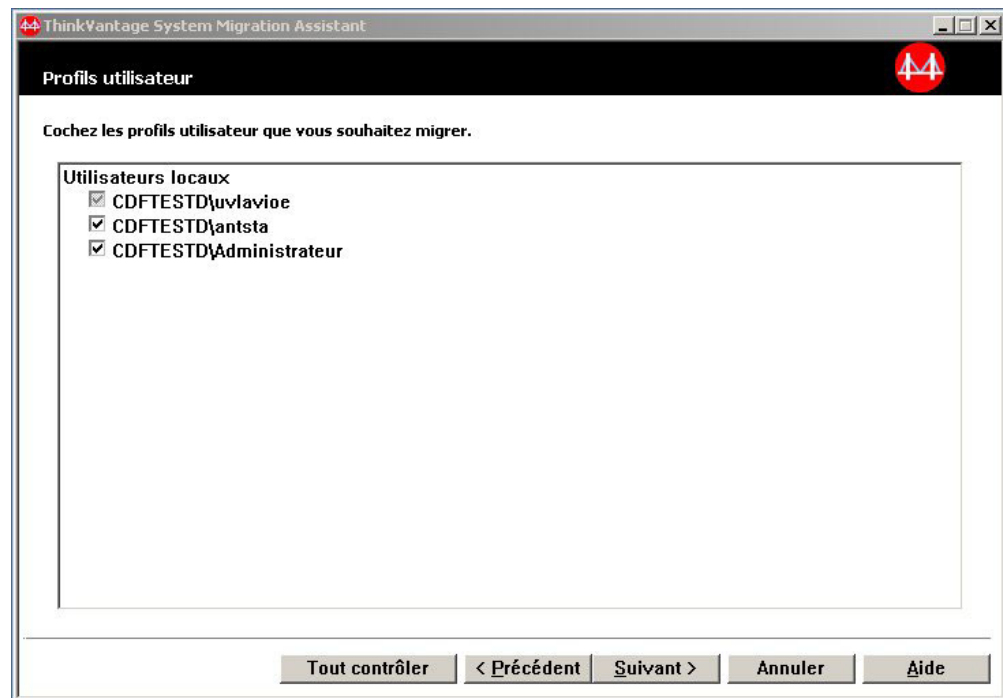 ThinkVantage System Migration Assistant
Profils utilisateur
Cochez les profils utilisateur que vous souhaitez migrer.
Utilisateurs locaux
CDFTESTD\uvlavioe
CDFTESTD\antsta
CDFTESTD\Administrateur
Tout contrôler
< Précédent
Suivant >
Annuler
Aide